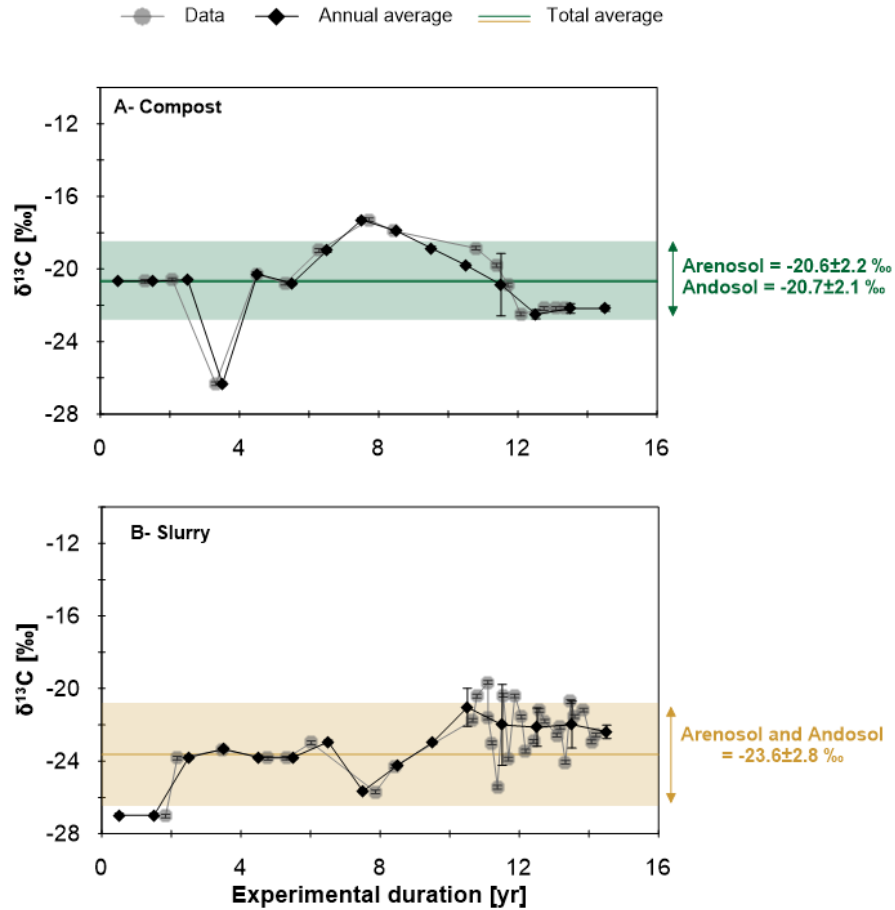 Data Annual average Total average
A- Compost
-12
-16
-20
-24
-28
δ¹³C [‰]
0 4 8 12 16
Arenosol = -20.6±2.2 ‰
Andosol = -20.7±2.1 ‰
B- Slurry
-12
-16
-20
-24
-28
δ¹³C [‰]
0 4 8 12 16
Experimental duration [yr]
Arenosol and Andosol
= -23.6±2.8 ‰